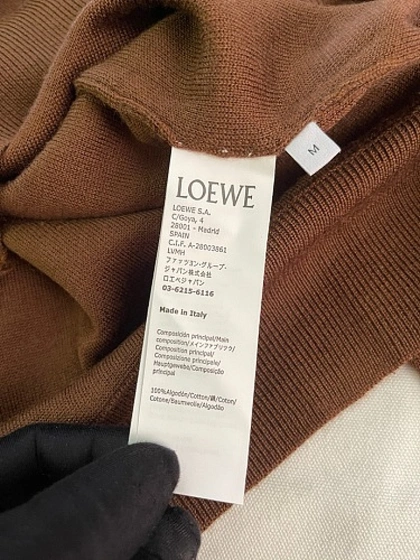 M
LOEWE
LOEWE S.A.
C/Goya, 4
28001 - Madrid
SPAIN
C.I.F. A-28003861
LVMH
ファッション・グループ・
ジャパン株式会社
ロエベジャパン
03-6215-6116
Made in Italy
Composición principal/Main
composition/メインファブリック/
Composition principal/
Composizione principale/
Hauptgewebe/Composição
principal
100%Algodón/Cotton/綿/Coton/
Cotone/Baumwolle/Algodão